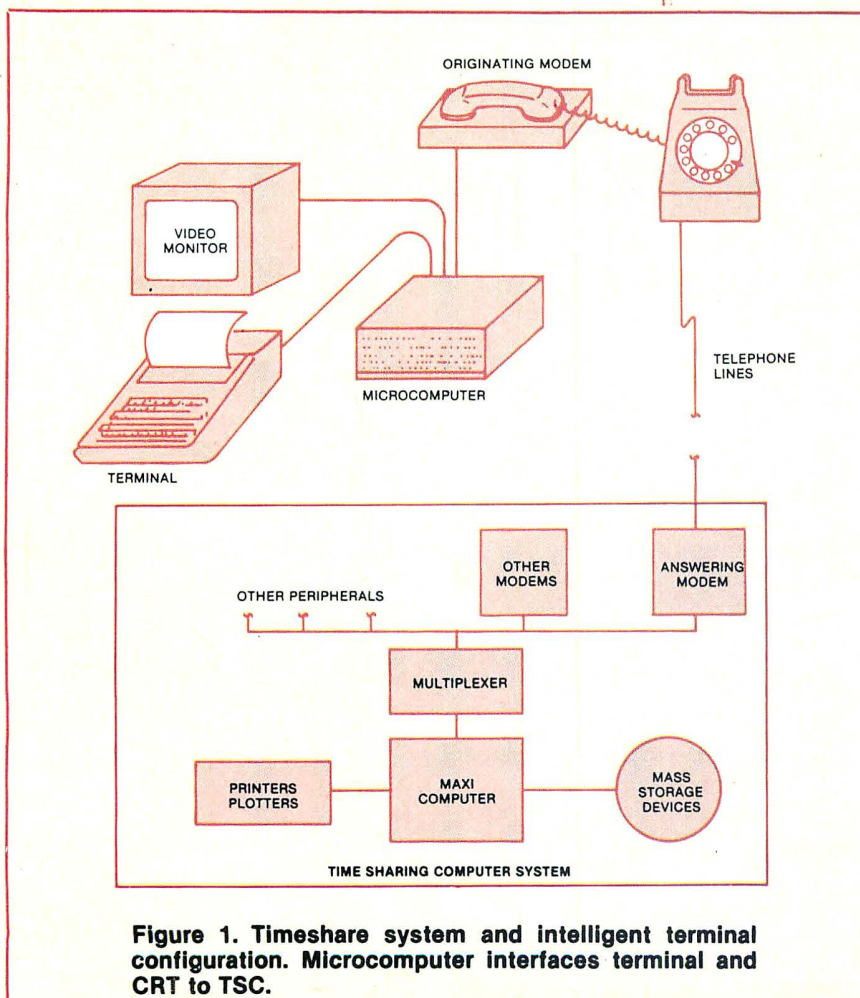 ORIGINATING MODEM
VIDEO
MONITOR
MICROCOMPUTER
TERMINAL
TELEPHONE
LINES
OTHER
MODEMS
ANSWERING
MODEM
OTHER PERIPHERALS
MULTIPLEXER
PRINTERS
PLOTTERS
MAXI
COMPUTER
MASS
STORAGE
DEVICES
TIME SHARING COMPUTER SYSTEM
Figure 1. Timeshare system and intelligent terminal
configuration. Microcomputer interfaces terminal and
CRT to TSC.